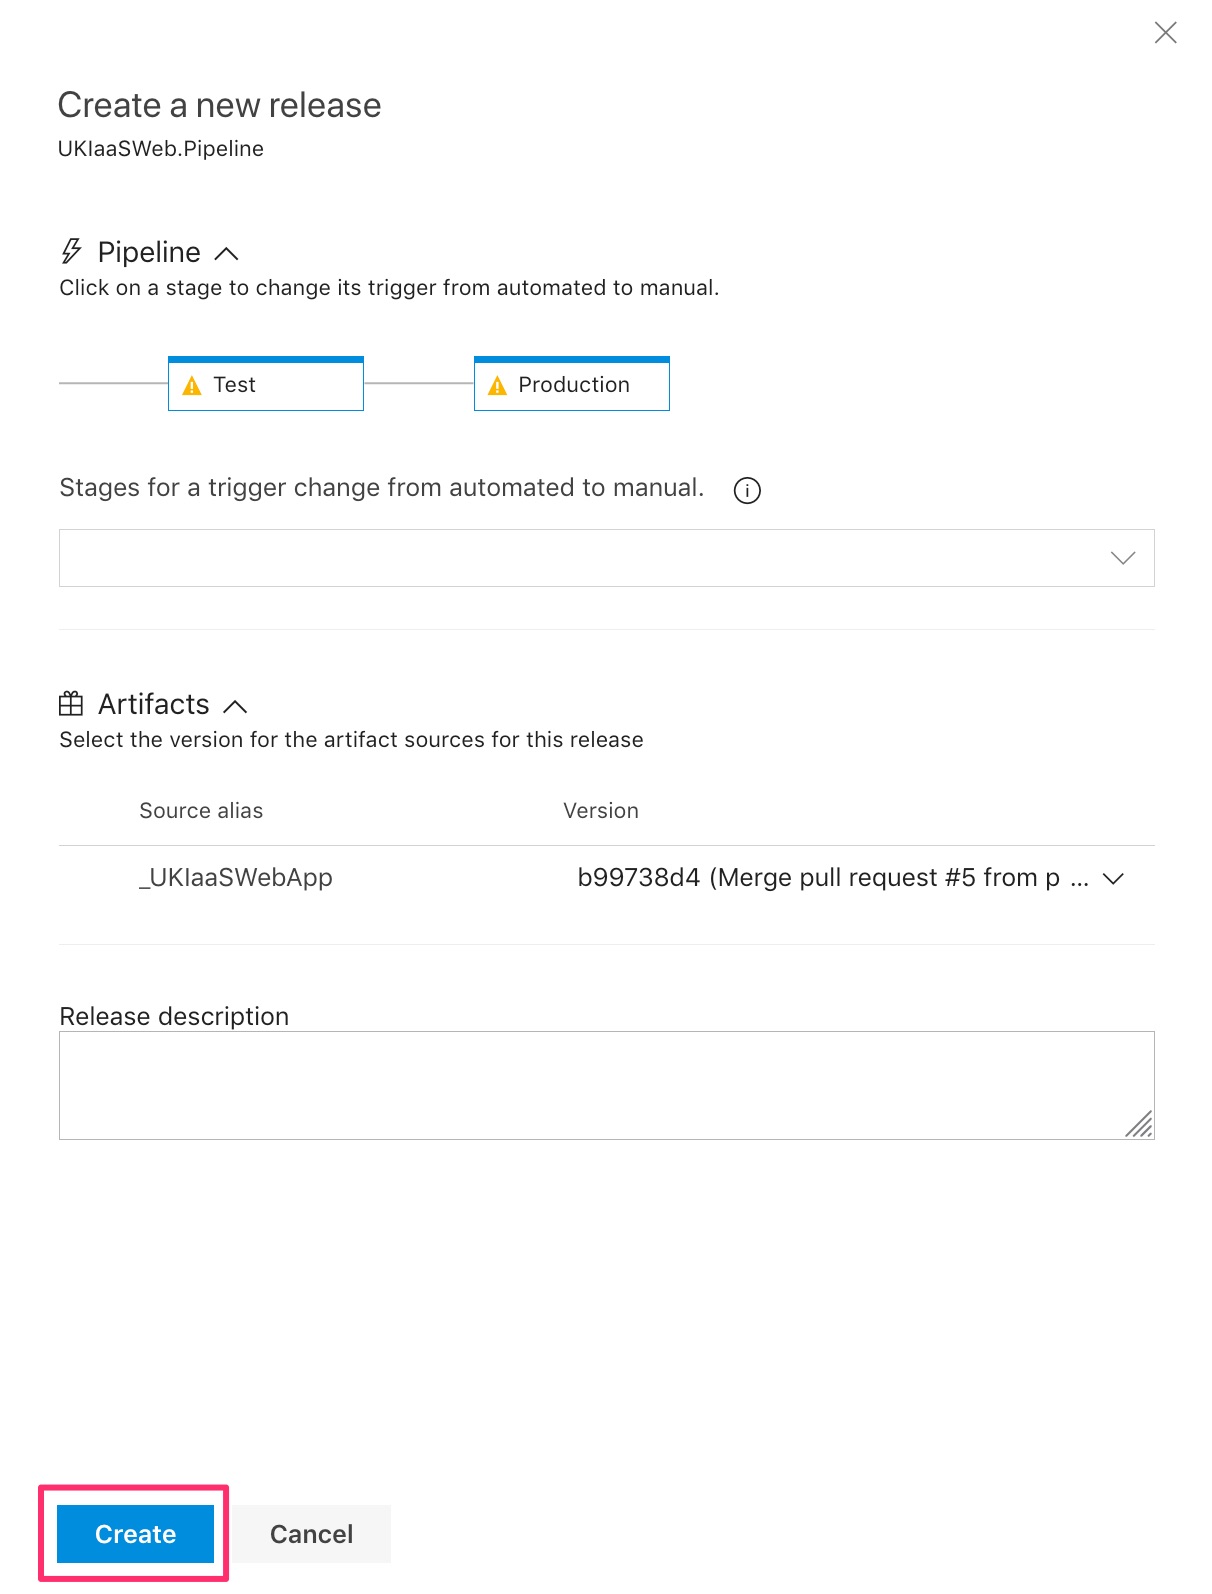 Create a new release
UKIaaSWeb.Pipeline
Pipeline
Click on a stage to change its trigger from automated to manual.
Test
Production
Stages for a trigger change from automated to manual.
Artifacts
Select the version for the artifact sources for this release
Source alias Version
_UKIaaSWebApp b99738d4 (Merge pull request #5 from p ...
Release description
Create Cancel